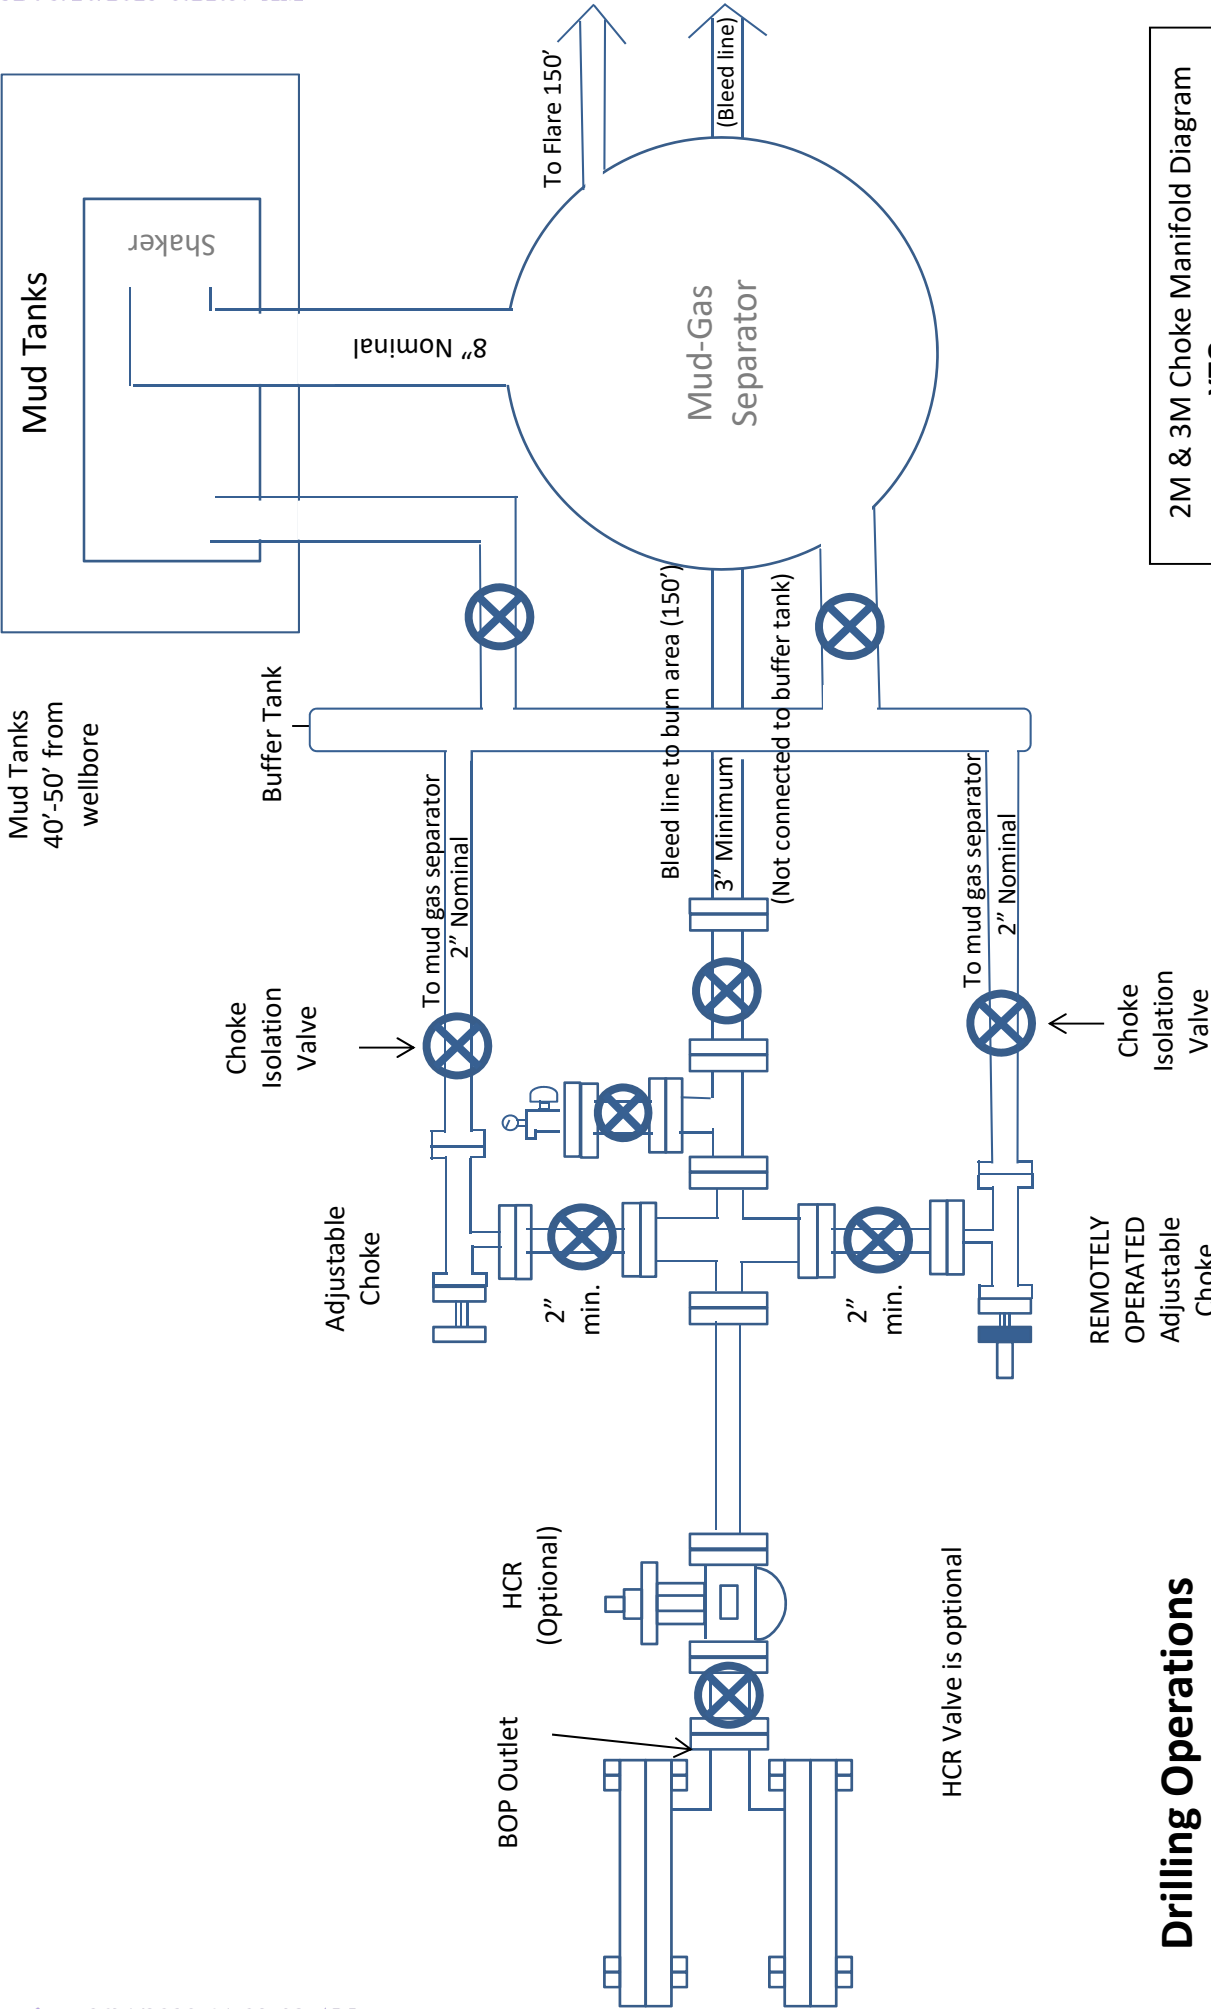 Mud Tanks
40’-50’ from
wellbore
Mud Tanks
Shaker
8” Nominal
To Flare 150’
(Bleed line)
Mud-Gas
Separator
Buffer Tank
Choke
Isolation
Valve
To mud gas separator
2” Nominal
Bleed line to burn area (150’)
3” Minimum
(Not connected to buffer tank)
To mud gas separator
2” Nominal
Choke
Isolation
Valve
Adjustable
Choke
2”
min.
2”
min.
REMOTELY
OPERATED
Adjustable
Choke
HCR
(Optional)
BOP Outlet
HCR Valve is optional
Drilling Operations
2M & 3M Choke Manifold Diagram